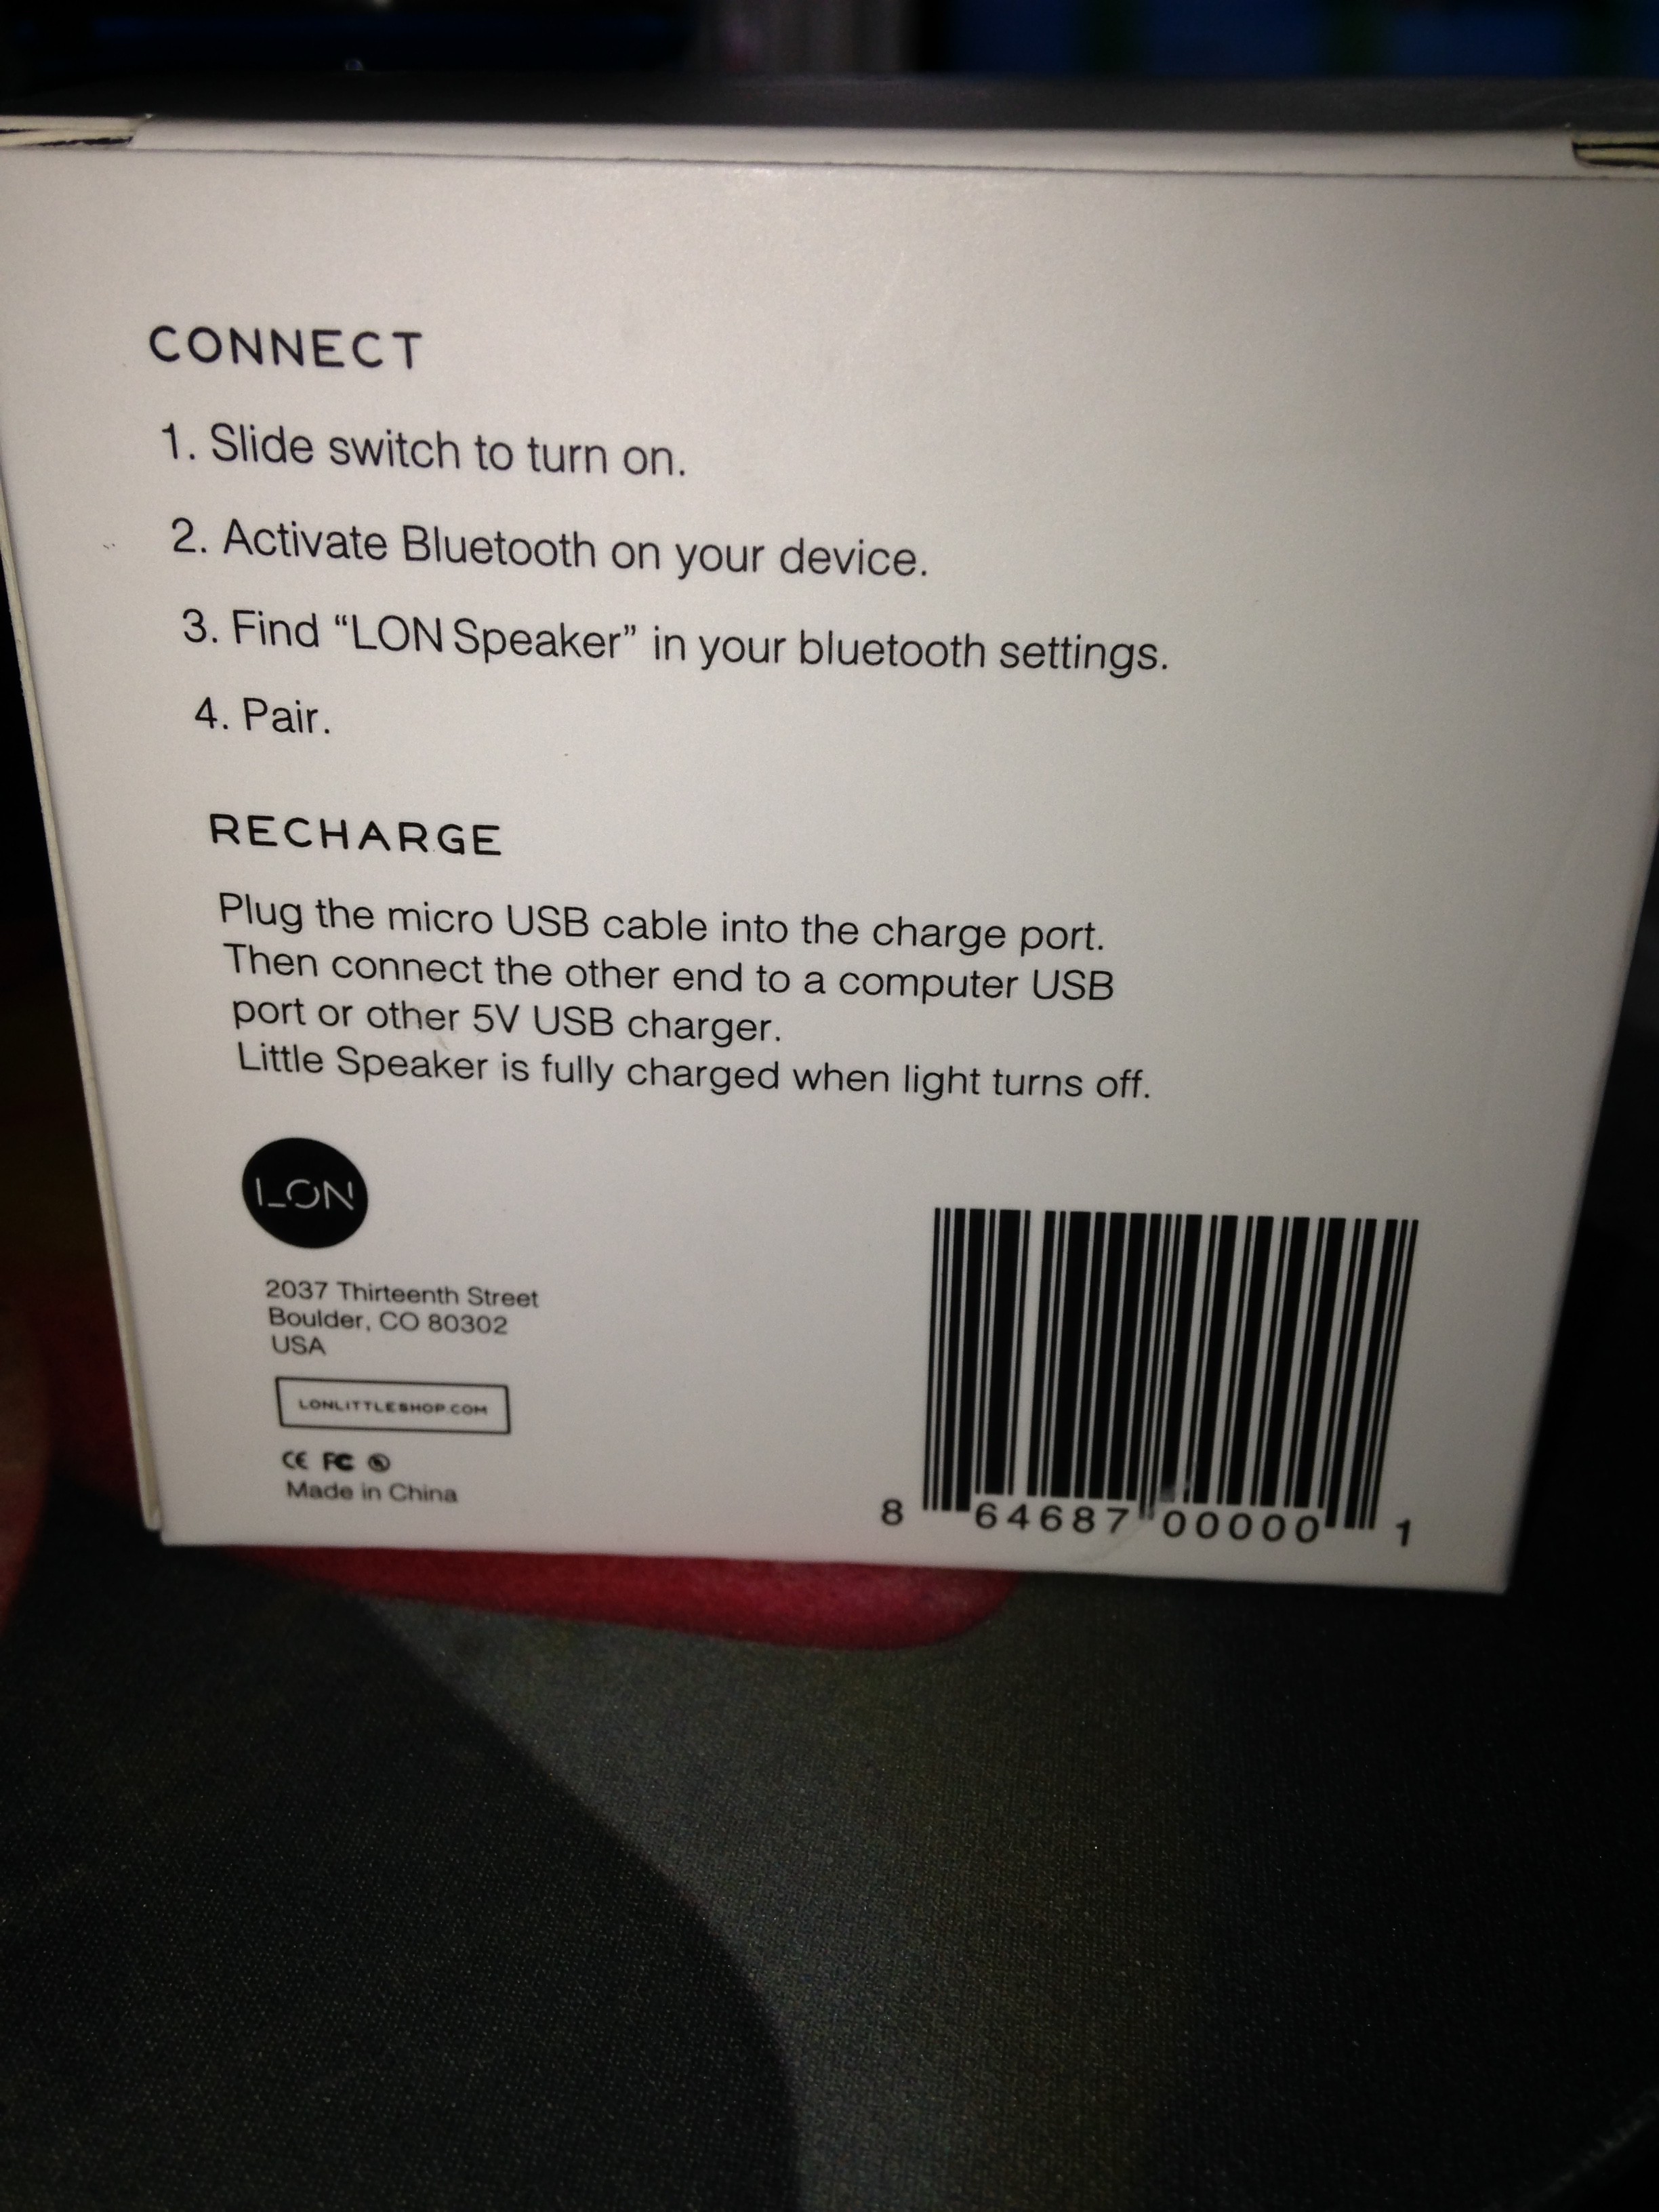 CONNECT
1. Slide switch to turn on.
2. Activate Bluetooth on your device.
3. Find “LON Speaker” in your bluetooth settings.
4. Pair.
RECHARGE
Plug the micro USB cable into the charge port.
Then connect the other end to a computer USB
port or other 5V USB charger.
Little Speaker is fully charged when light turns off.
LON
2037 Thirteenth Street
Boulder, CO 80302
USA
LONLITTLESHOP.COM
CE FC
Made in China
8 64687 00000 1